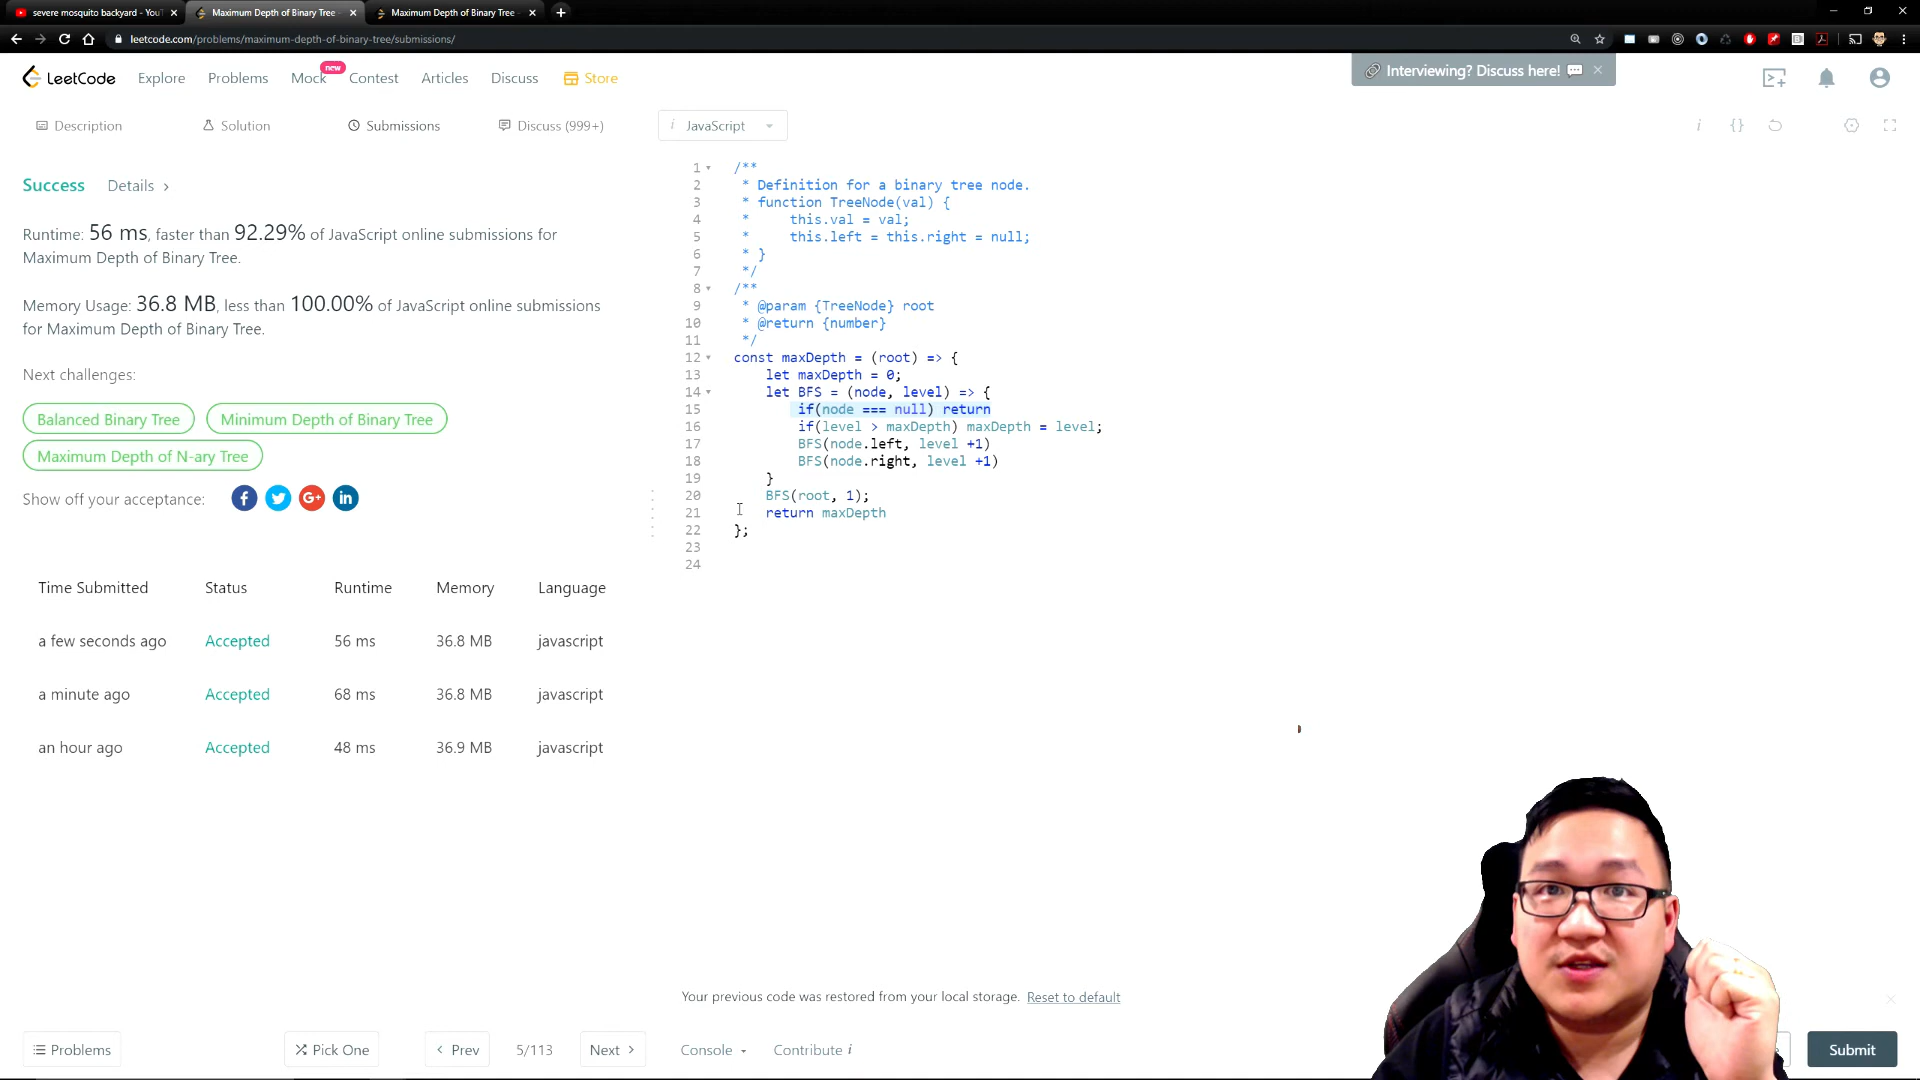 severe mosquito backyard - YouT
Maximum Depth of Binary Tree
Maximum Depth of Binary Tree -
leetcode.com/problems/maximum-depth-of-binary-tree/submissions/
LeetCode Explore Problems Mock new Contest Articles Discuss Store
Interviewing? Discuss here!
Description Solution Submissions Discuss (999+)
i JavaScript
i {}
Success Details >
Runtime: 56 ms, faster than 92.29% of JavaScript online submissions for
Maximum Depth of Binary Tree.
Memory Usage: 36.8 MB, less than 100.00% of JavaScript online submissions
for Maximum Depth of Binary Tree.
Next challenges:
Balanced Binary Tree Minimum Depth of Binary Tree
Maximum Depth of N-ary Tree
Show off your acceptance: f G+ in
Time Submitted Status Runtime Memory Language
a few seconds ago Accepted 56 ms 36.8 MB javascript
a minute ago Accepted 68 ms 36.8 MB javascript
an hour ago Accepted 48 ms 36.9 MB javascript
1 /**
2 * Definition for a binary tree node.
3 * function TreeNode(val) {
4 *     this.val = val;
5 *     this.left = this.right = null;
6 * }
7 */
8 /**
9 * @param {TreeNode} root
10 * @return {number}
11 */
12 const maxDepth = (root) => {
13     let maxDepth = 0;
14     let BFS = (node, level) => {
15         if(node === null) return
16         if(level > maxDepth) maxDepth = level;
17         BFS(node.left, level +1)
18         BFS(node.right, level +1)
19     }
20     BFS(root, 1);
21     return maxDepth
22 };
23
24
Your previous code was restored from your local storage. Reset to default
Problems Pick One < Prev 5/113 Next > Console Contribute i Submit